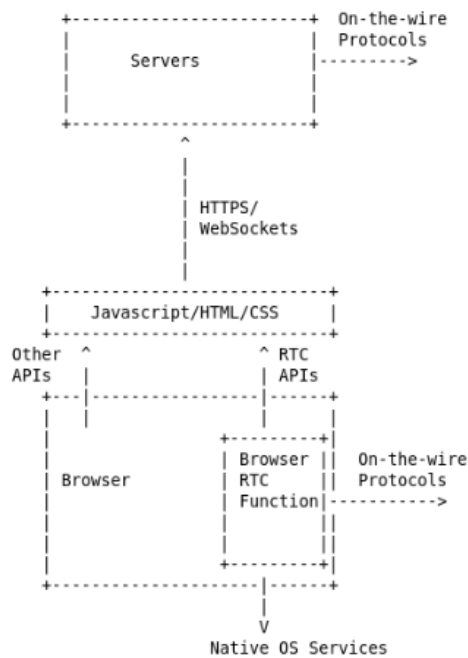 On-the-wire
Protocols
Servers
HTTPS/
WebSockets
Javascript/HTML/CSS
Other
APIs
RTC
APIs
Browser
Browser
RTC
Function
On-the-wire
Protocols
Native OS Services